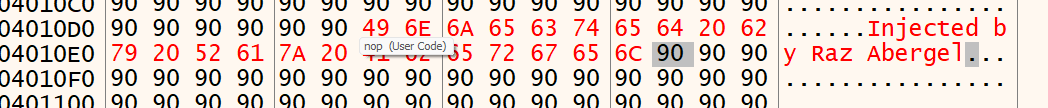 04010C0 90 90 90 90 90 90 90 90 90 90 90 90 90 90 90 90 ................
04010D0 90 90 90 90 90 90 49 6E 6A 65 63 74 65 64 20 62 ......Injected b
nop (User Code)
04010E0 79 20 52 61 7A 20 41 62 65 72 67 65 6C 90 90 90 y Raz Abergel...
04010F0 90 90 90 90 90 90 90 90 90 90 90 90 90 90 90 90 ................
0401100 90 90 90 90 90 90 90 90 90 90 90 90 90 90 90 90 ................